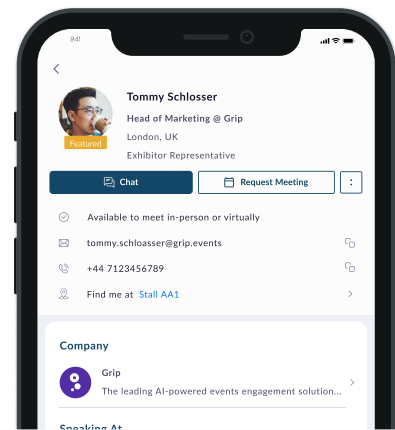 9:41
Tommy Schlosser
Head of Marketing @ Grip
London, UK
Featured
Exhibitor Representative
Chat
Request Meeting
Available to meet in-person or virtually
tommy.schloasser@grip.events
+44 7123456789
Find me at Stall AA1
Company
Grip
The leading AI-powered events engagement solution...
Speaking At